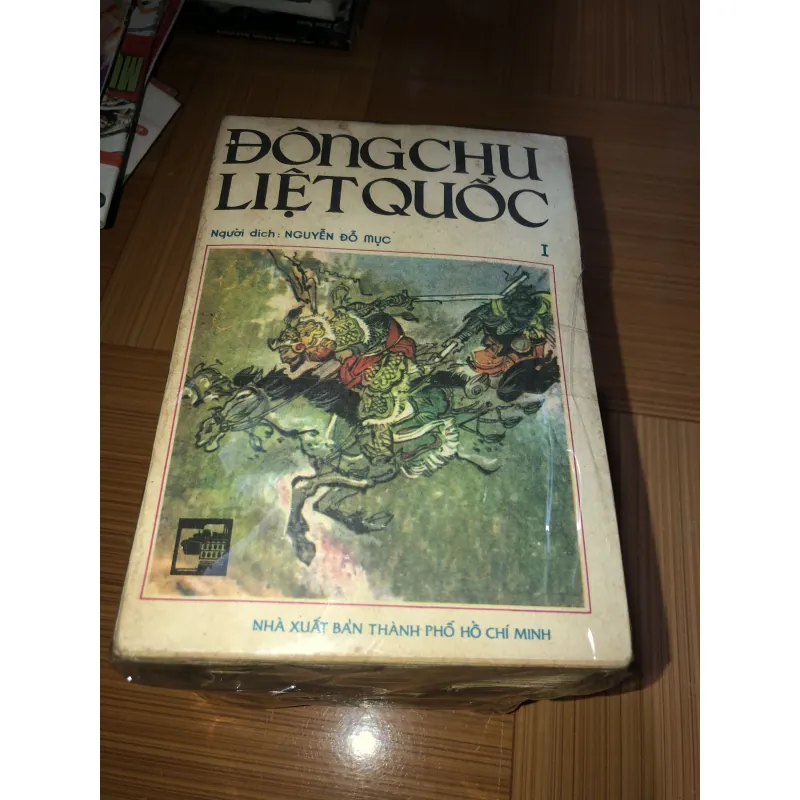 ĐÔNG CHU
LIỆT QUỐC
Người dịch: NGUYỄN ĐỖ MỤC
I
NHÀ XUẤT BẢN THÀNH PHỐ HỒ CHÍ MINH